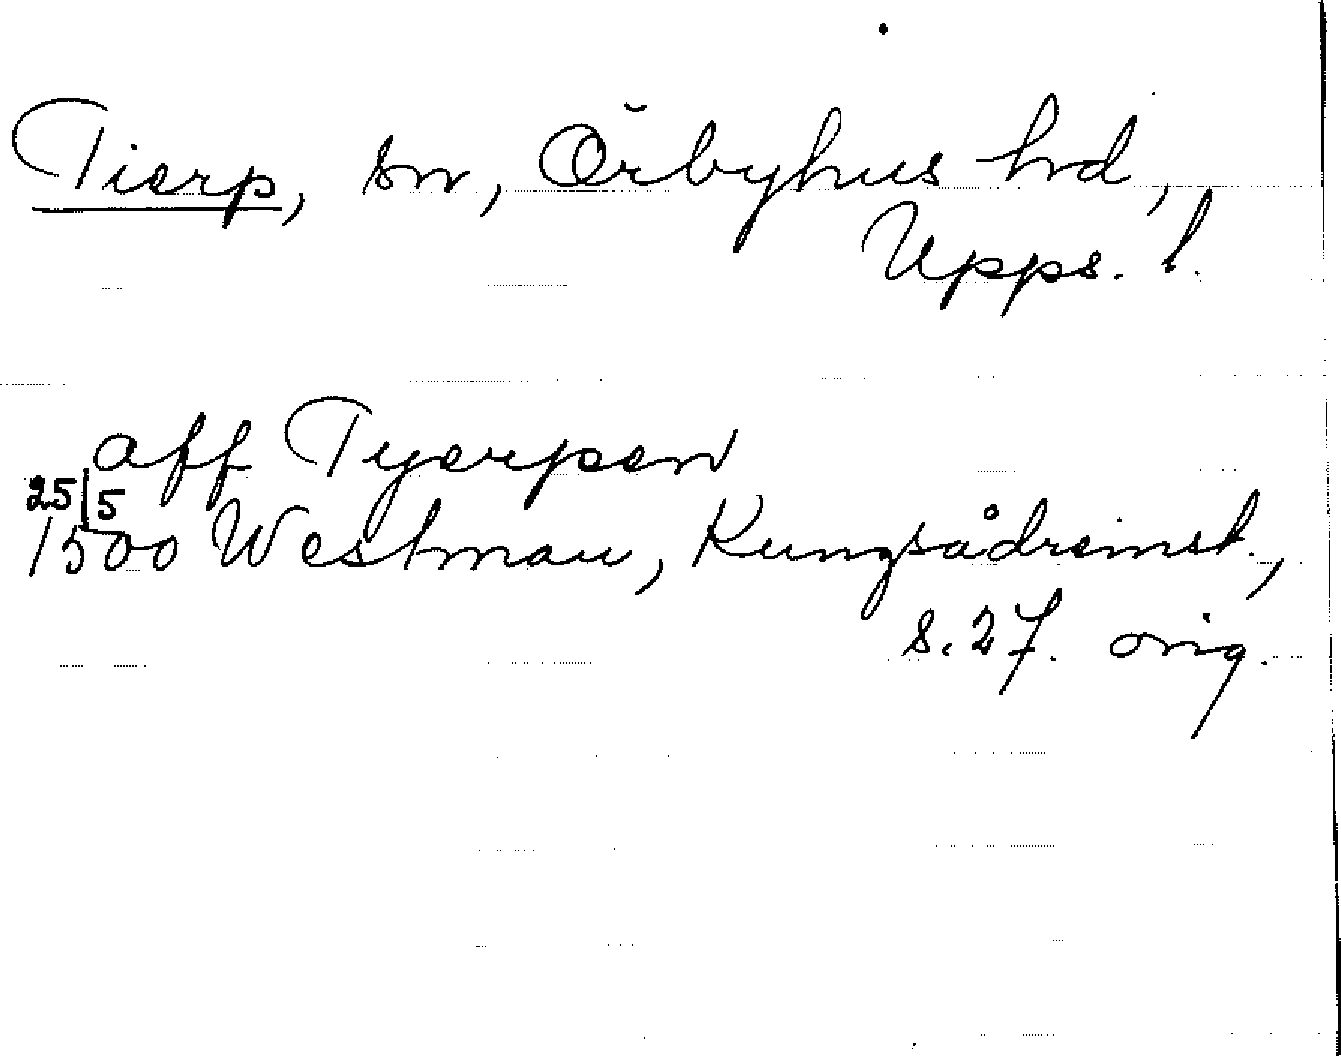 Tierp, sn, Örbyhus hd,
Upps. l.
aff Tyerpen
25/5
1500 Westman, Kungsådreinst.,
s. 27. orig.